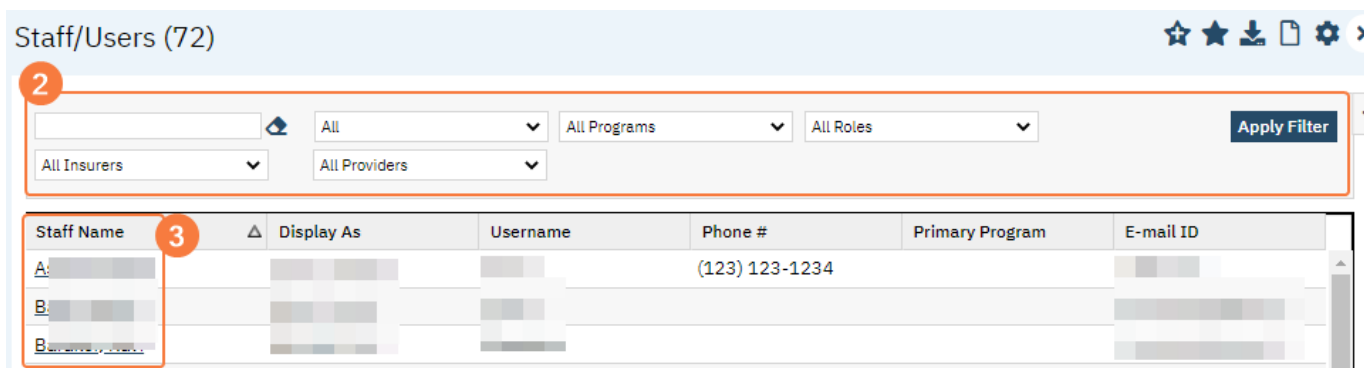 Staff/Users (72)
2
All All Programs All Roles Apply Filter
All Insurers All Providers
Staff Name 3 Display As Username Phone # Primary Program E-mail ID
(123) 123-1234